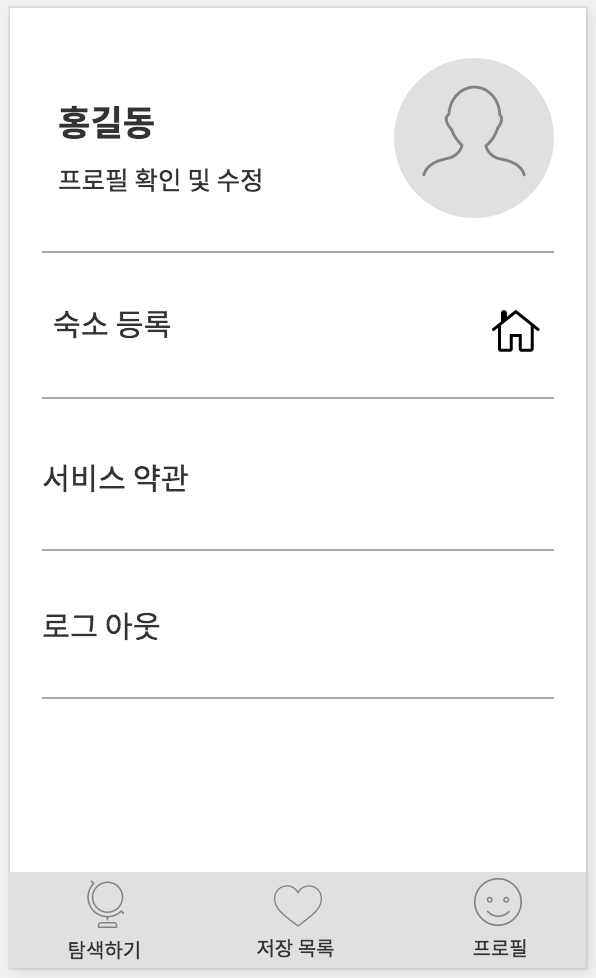 홍길동
프로필 확인 및 수정
숙소 등록
서비스 약관
로그 아웃
탐색하기
저장 목록
프로필